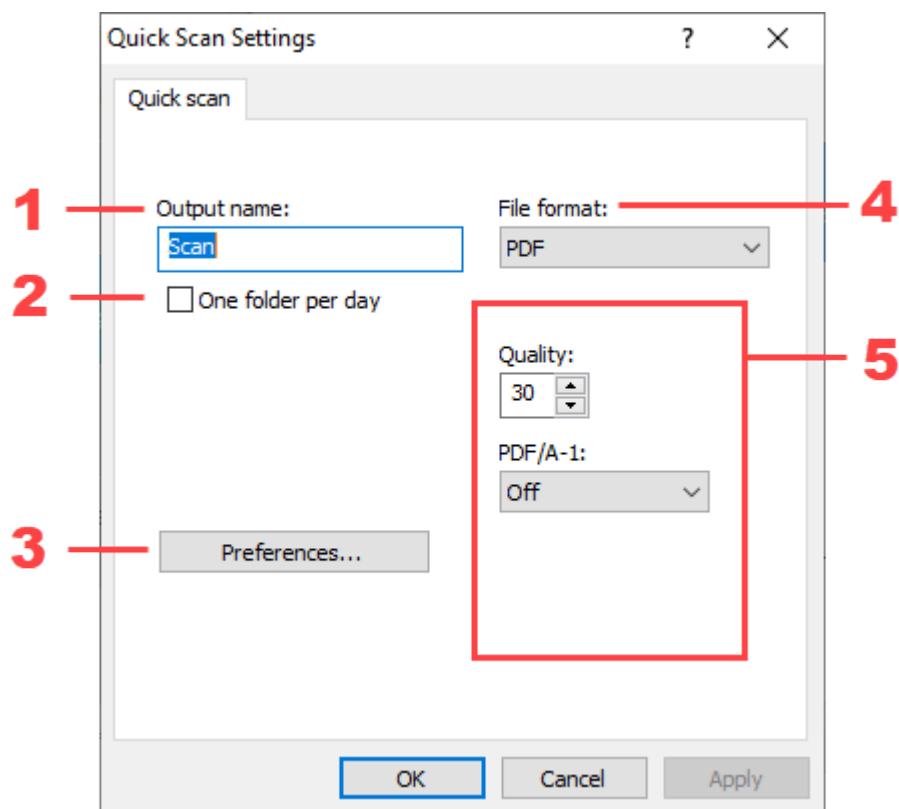 Quick Scan Settings ?
Quick scan
1 Output name: File format: 4
Scan PDF
2 One folder per day
Quality: 5
30
PDF/A-1:
Off
3 Preferences...
OK Cancel Apply